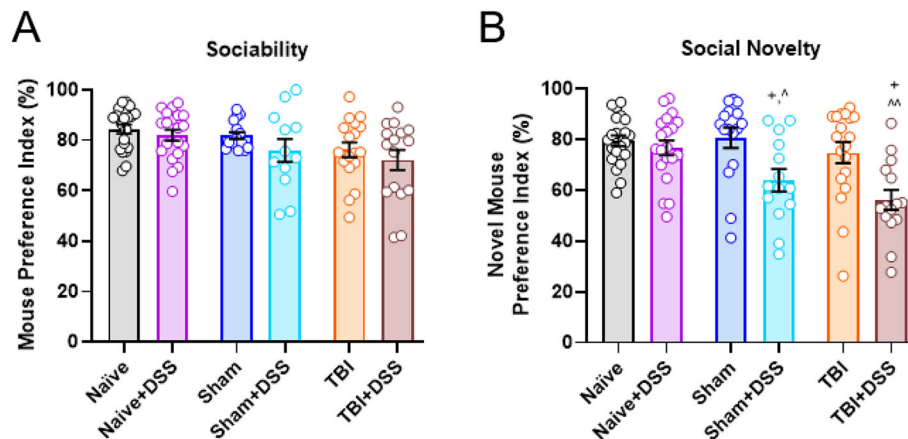 A
Sociability
Mouse Preference Index (%)
100
80
60
40
20
0
Naïve
Naive+DSS
Sham
Sham+DSS
TBI
TBI+DSS
B
Social Novelty
Novel Mouse
Preference Index (%)
100
80
60
40
20
0
+,^
+
^^
Naïve
Naive+DSS
Sham
Sham+DSS
TBI
TBI+DSS